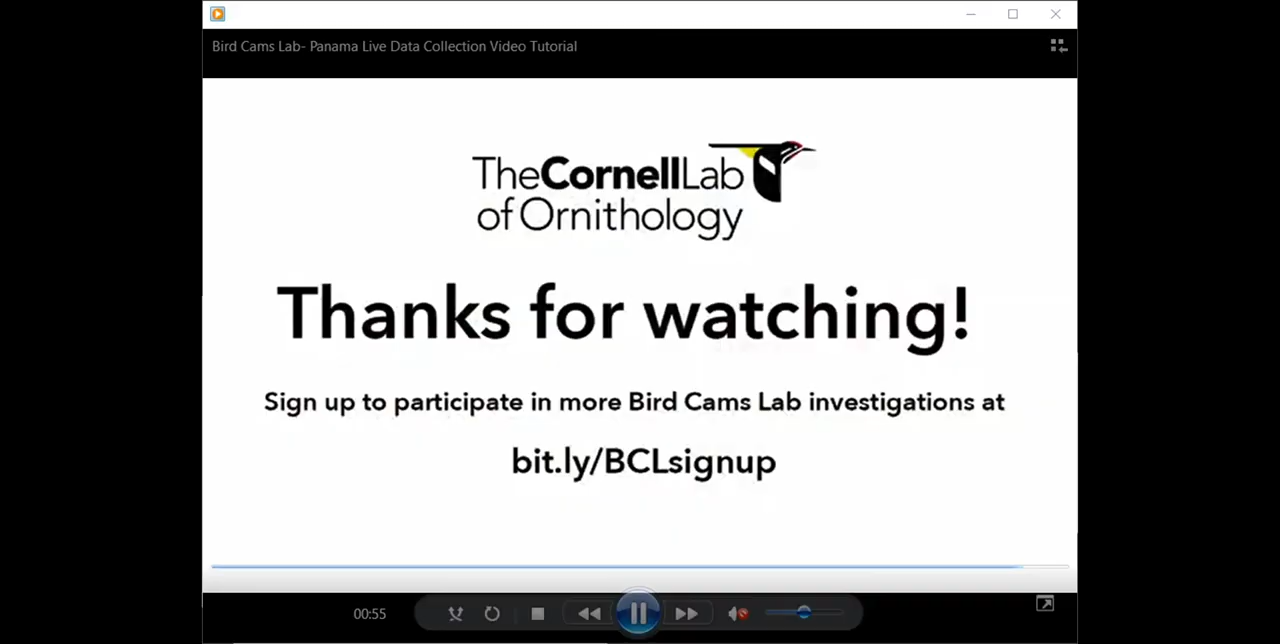 Bird Cams Lab- Panama Live Data Collection Video Tutorial
TheCornellLab
of Ornithology
Thanks for watching!
Sign up to participate in more Bird Cams Lab investigations at
bit.ly/BCLsignup
00:55